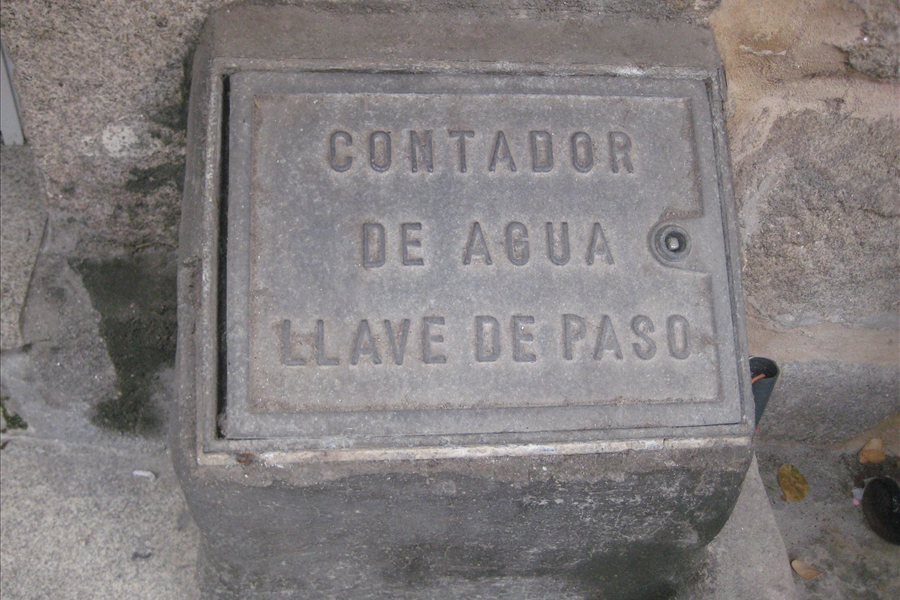 CONTADOR
DE AGUA
LLAVE DE PASO